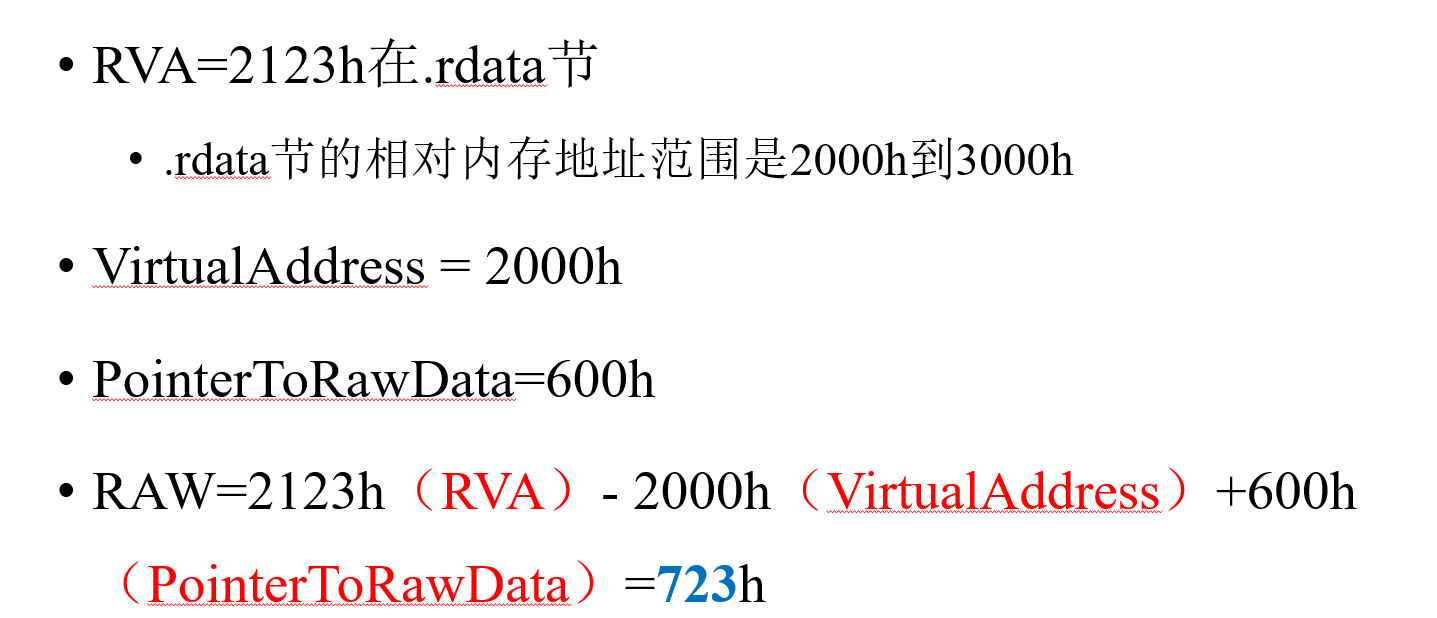 • RVA=2123h在.rdata节
• .rdata节的相对内存地址范围是2000h到3000h
• VirtualAddress = 2000h
• PointerToRawData=600h
• RAW=2123h（RVA）- 2000h（VirtualAddress）+600h
（PointerToRawData）=723h